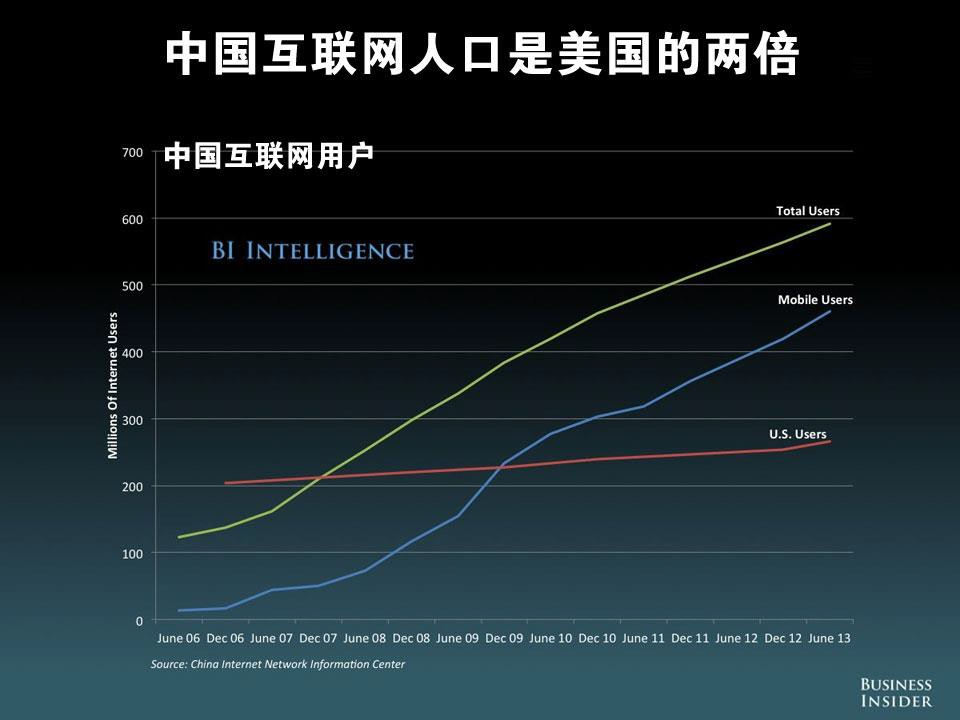 中国互联网人口是美国的两倍
中国互联网用户
700
600
500
400
300
200
100
0
Millions Of Internet Users
BI INTELLIGENCE
Total Users
Mobile Users
U.S. Users
June 06 Dec 06 June 07 Dec 07 June 08 Dec 08 June 09 Dec 09 June 10 Dec 10 June 11 Dec 11 June 12 Dec 12 June 13
Source: China Internet Network Information Center
BUSINESS
INSIDER